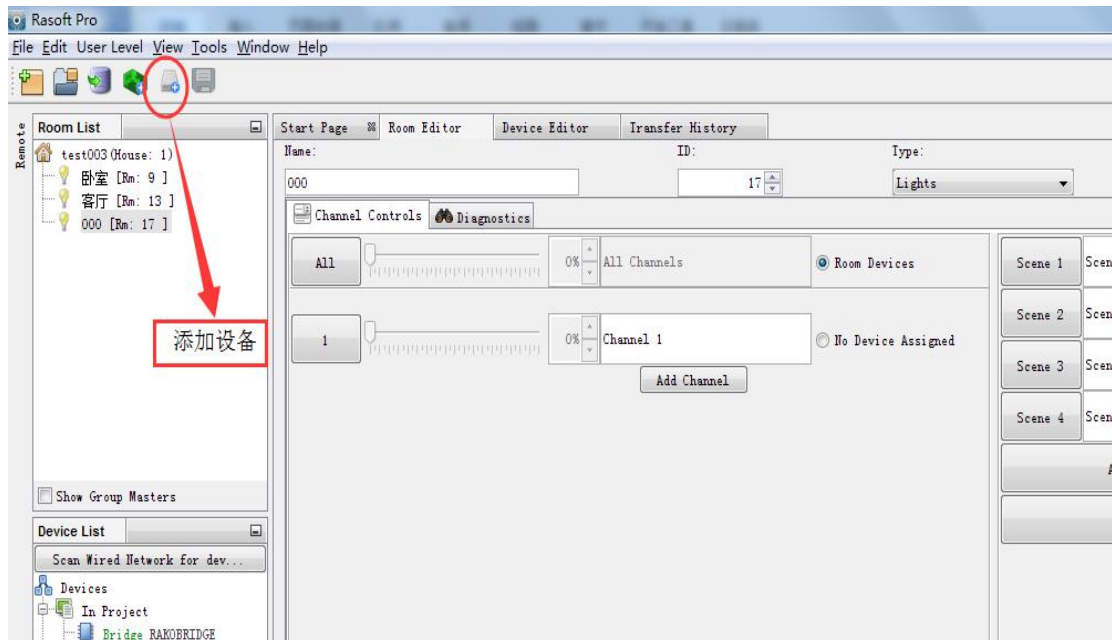 Rasoft Pro
File Edit User Level View Tools Window Help
Remote
Room List
test003(House: 1)
卧室 [Rm: 9 ]
客厅 [Rm: 13 ]
000 [Rm: 17 ]
添加设备
Show Group Masters
Device List
Scan Wired Network for dev...
Devices
In Project
Bridge RAKOBRIDGE
Start Page Room Editor Device Editor Transfer History
Name: ID: Type:
000 17 Lights
Channel Controls Diagnostics
All 0% All Channels Room Devices
1 0% Channel 1 No Device Assigned
Add Channel
Scene 1 Scen
Scene 2 Scen
Scene 3 Scen
Scene 4 Scen